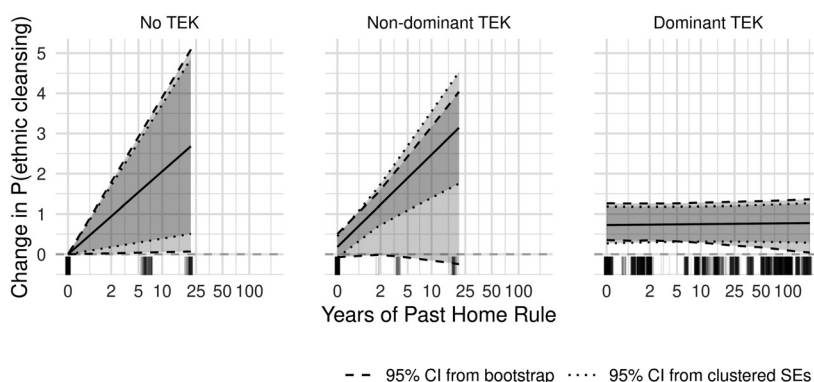 No TEK
Non-dominant TEK
Dominant TEK
Change in P(ethnic cleansing)
5
4
3
2
1
0
0 2 5 10 25 50 100
0 2 5 10 25 50 100
0 2 5 10 25 50 100
Years of Past Home Rule
95% CI from bootstrap
95% CI from clustered SEs